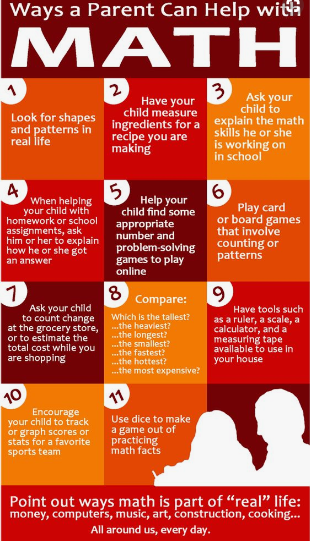 Ways a Parent Can Help with
MATH
1
Look for shapes
and patterns in
real life
2
Have your
child measure
ingredients for a
recipe you are
making
3
Ask your
child to
explain the math
skills he or she
is working on
in school
4
When helping
your child with
homework or school
assignments, ask
him or her to explain
how he or she got
an answer
5
Help your
child find some
appropriate
number and
problem-solving
games to play
online
6
Play card
or board games
that involve
counting or
patterns
7
Ask your child
to count change
at the grocery store,
or to estimate the
total cost while you
are shopping
8
Compare:
Which is the tallest?
...the heaviest?
...the longest?
...the smallest?
...the fastest?
...the hottest?
...the most expensive?
9
Have tools such
as a ruler, a scale, a
calculator, and a
measuring tape
available to use in
your house
10
Encourage
your child to track
or graph scores or
stats for a favorite
sports team
11
Use dice to make
a game out of
practicing
math facts
Point out ways math is part of “real” life:
money, computers, music, art, construction, cooking...
All around us, every day.